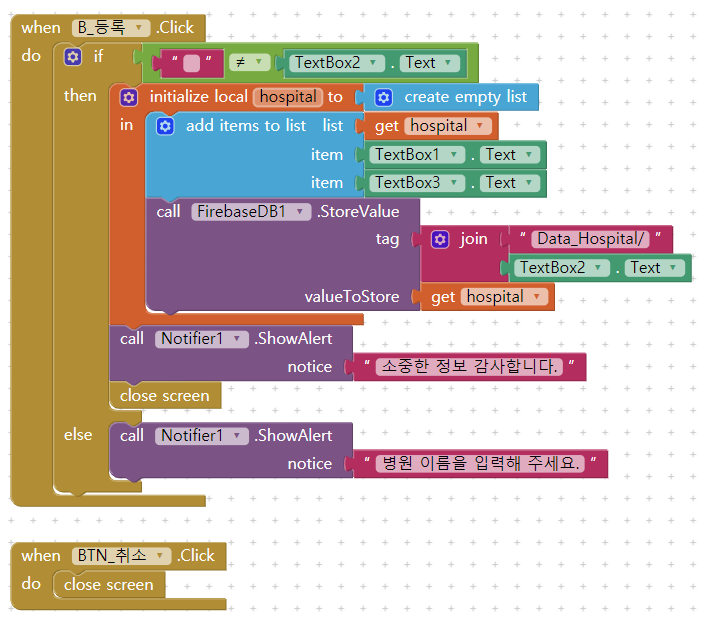 when B_등록 .Click
do if " " ≠ TextBox2 . Text
then initialize local hospital to create empty list
in add items to list list get hospital
item TextBox1 . Text
item TextBox3 . Text
call FirebaseDB1 .StoreValue
tag join " Data_Hospital/ "
TextBox2 . Text
valueToStore get hospital
call Notifier1 .ShowAlert
notice " 소중한 정보 감사합니다. "
close screen
else call Notifier1 .ShowAlert
notice " 병원 이름을 입력해 주세요. "
when BTN_취소 .Click
do close screen